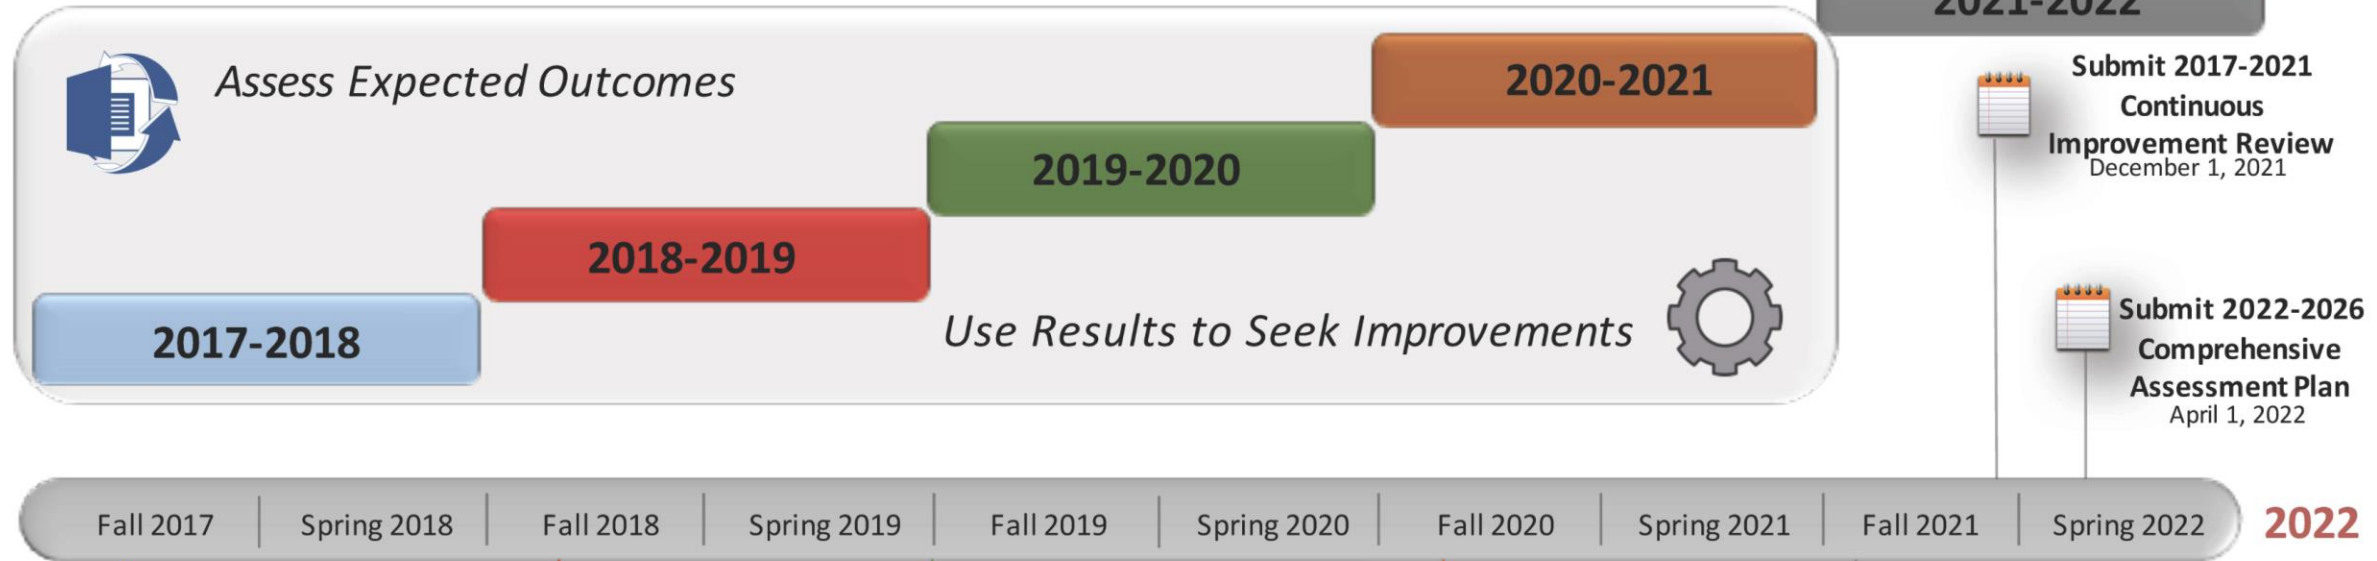 2021-2022
Assess Expected Outcomes
2020-2021
Submit 2017-2021
Continuous
Improvement Review
December 1, 2021
2019-2020
2018-2019
Submit 2022-2026
Comprehensive
Assessment Plan
April 1, 2022
2017-2018
Use Results to Seek Improvements
Fall 2017 Spring 2018 Fall 2018 Spring 2019 Fall 2019 Spring 2020 Fall 2020 Spring 2021 Fall 2021 Spring 2022 2022